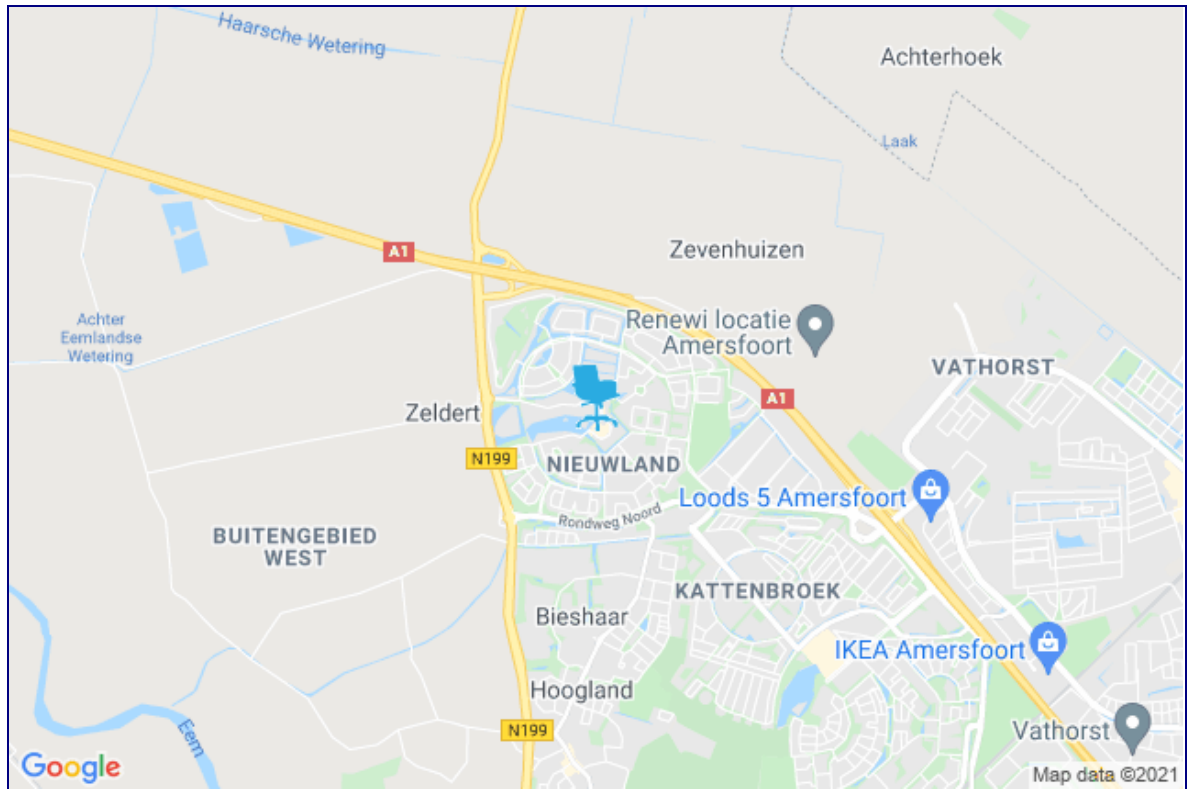 Haarsche Wetering
Achterhoek
Laak
A1
Zevenhuizen
Achter
Eemlandse
Wetering
Renewi locatie
Amersfoort
VATHORST
Zeldert
A1
N199
NIEUWLAND
Loods 5 Amersfoort
Rondweg Noord
BUITENGEBIED
WEST
KATTENBROEK
Bieshaar
IKEA Amersfoort
Hoogland
Eem
N199
Vathorst
Google
Map data ©2021